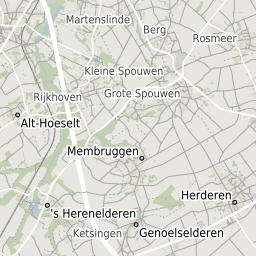 Martenslinde
Berg
Rosmeer
Kleine Spouwen
Rijkhoven
Grote Spouwen
Alt-Hoeselt
Membruggen
Herderen
's Herenelderen
Ketsingen
Genoelselderen